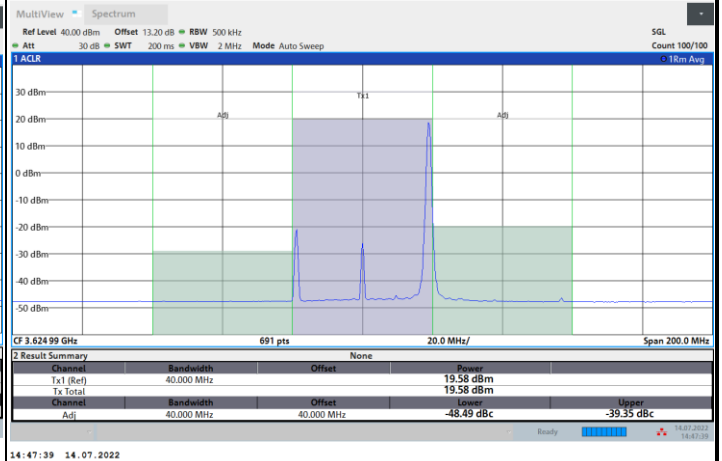 MultiView Spectrum
Ref Level 40.00 dBm Offset 13.20 dB RBW 500 kHz SGL
Att 30 dB SWT 200 ms VBW 2 MHz Mode Auto Sweep Count 100/100
1 ACLR 1Rm Avg
30 dBm
Tx1
20 dBm Adj Adj
10 dBm
0 dBm
-10 dBm
-20 dBm
-30 dBm
-40 dBm
-50 dBm
CF 3.624 99 GHz 691 pts 20.0 MHz/ Span 200.0 MHz
2 Result Summary None
Channel Bandwidth Offset Power
Tx1 (Ref) 40.000 MHz 19.58 dBm
Tx Total 19.58 dBm
Channel Bandwidth Offset Lower Upper
Adj 40.000 MHz 40.000 MHz -48.49 dBc -39.35 dBc
Ready 14.07.2022
14:47:39
14:47:39 14.07.2022